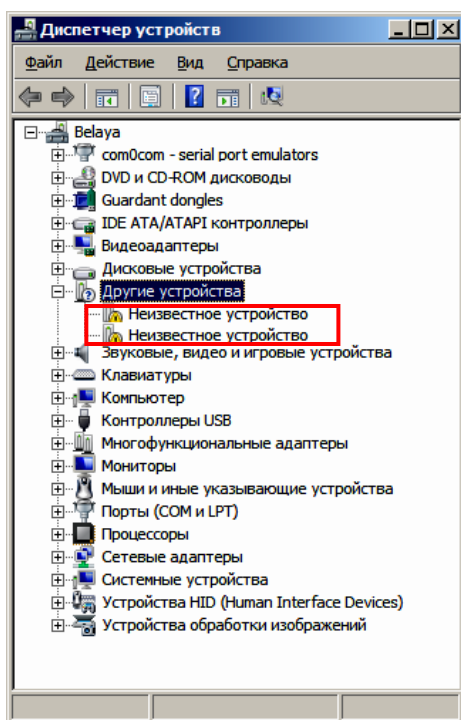 Диспетчер устройств
Файл Действие Вид Справка
Belaya
com0com - serial port emulators
DVD и CD-ROM дисководы
Guardant dongles
IDE ATA/ATAPI контроллеры
Видеоадаптеры
Дисковые устройства
Другие устройства
Неизвестное устройство
Неизвестное устройство
Звуковые, видео и игровые устройства
Клавиатуры
Компьютер
Контроллеры USB
Многофункциональные адаптеры
Мониторы
Мыши и иные указывающие устройства
Порты (COM и LPT)
Процессоры
Сетевые адаптеры
Системные устройства
Устройства HID (Human Interface Devices)
Устройства обработки изображений